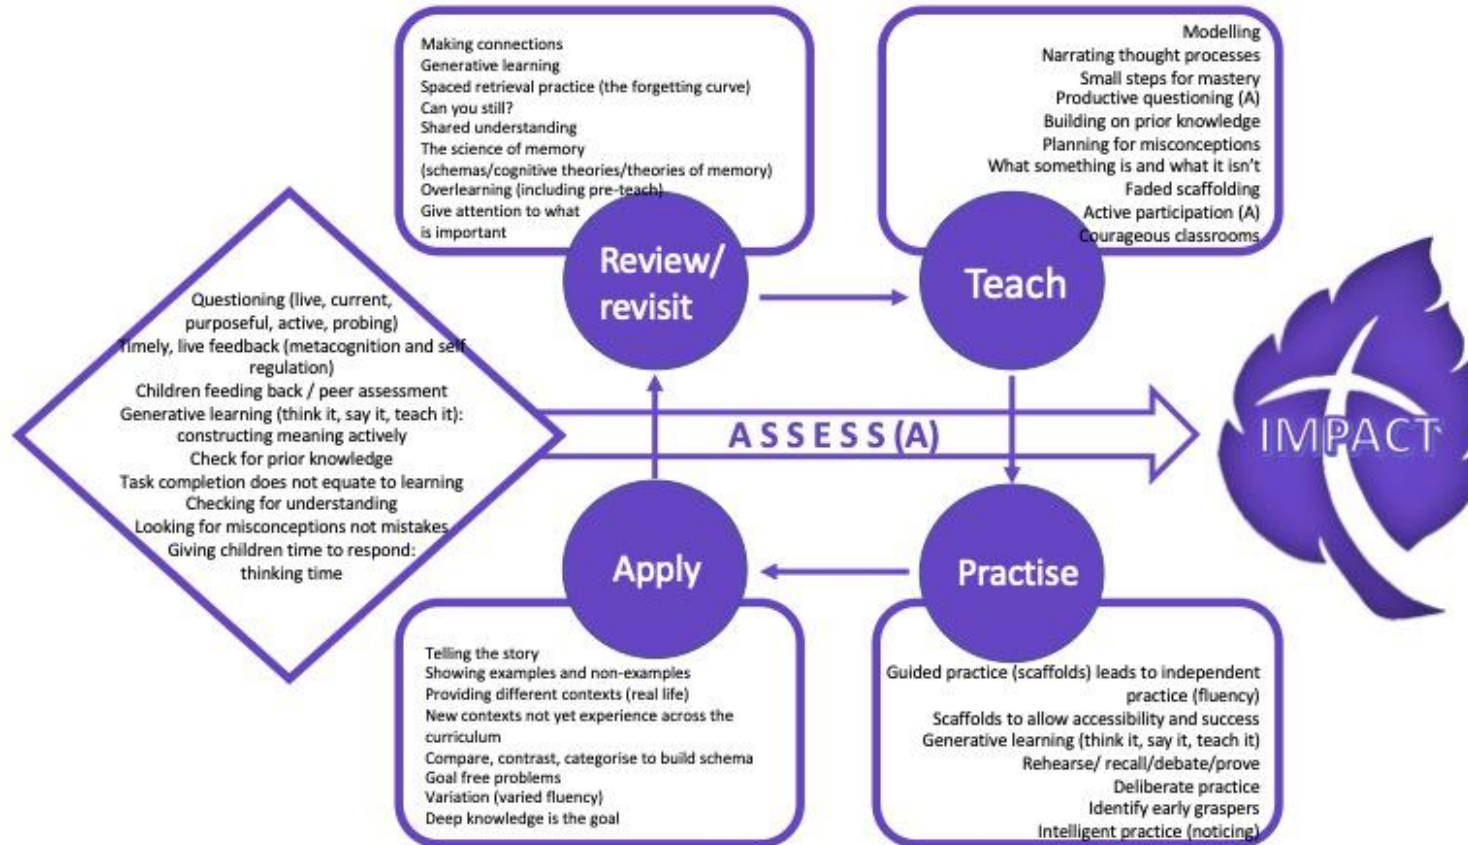 Making connections
Generative learning
Spaced retrieval practice (the forgetting curve)
Can you still?
Shared understanding
The science of memory
(schemas/cognitive theories/theories of memory)
Overlearning (including pre-teach)
Give attention to what
is important
Review/
revisit
Modelling
Narrating thought processes
Small steps for mastery
Productive questioning (A)
Building on prior knowledge
Planning for misconceptions
What something is and what it isn't
Faded scaffolding
Active participation (A)
Courageous classrooms
Teach
Questioning (live, current,
purposeful, active, probing)
Timely, live feedback (metacognition and self
regulation)
Children feeding back / peer assessment
Generative learning (think it, say it, teach it):
constructing meaning actively
Check for prior knowledge
Task completion does not equate to learning
Checking for understanding
Looking for misconceptions not mistakes
Giving children time to respond:
thinking time
ASSESS (A)
IMPACT
Apply
Telling the story
Showing examples and non-examples
Providing different contexts (real life)
New contexts not yet experience across the
curriculum
Compare, contrast, categorise to build schema
Goal free problems
Variation (varied fluency)
Deep knowledge is the goal
Practise
Guided practice (scaffolds) leads to independent
practice (fluency)
Scaffolds to allow accessibility and success
Generative learning (think it, say it, teach it)
Rehearse/ recall/debate/prove
Deliberate practice
Identify early graspers
Intelligent practice (noticing)